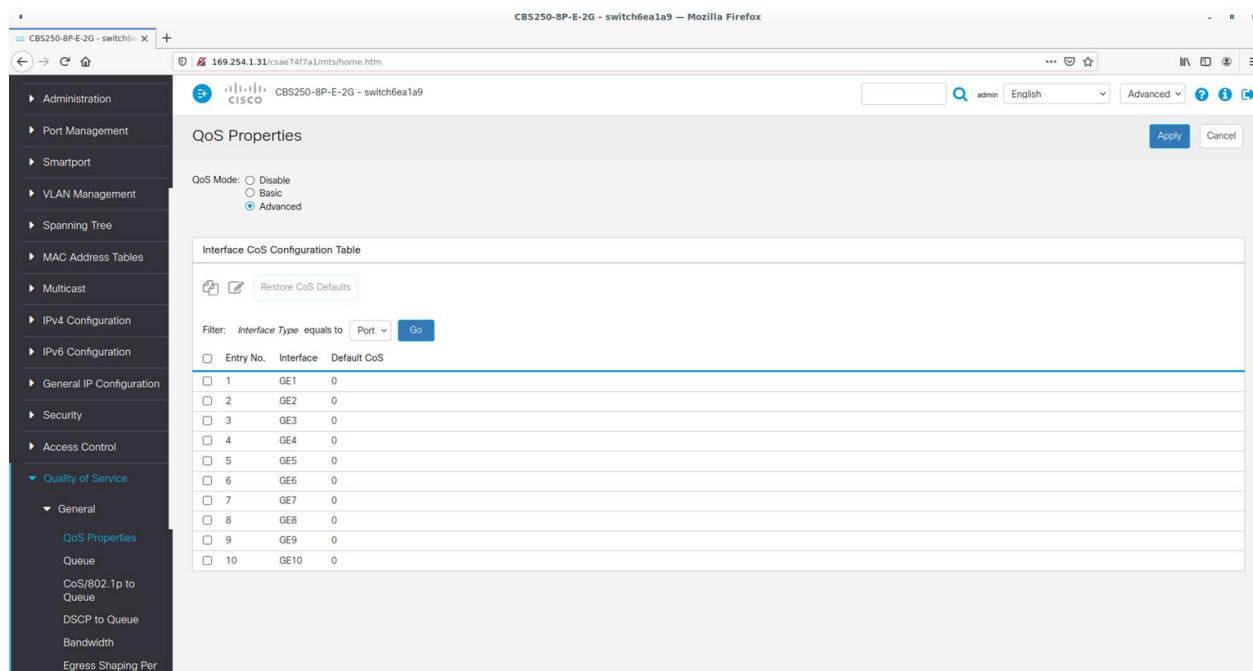 CBS250-8P-E-2G - switch6ea1a9 — Mozilla Firefox
CBS250-8P-E-2G - switch6
169.254.1.31/csae74f7a1/mts/home.htm
CISCO
CBS250-8P-E-2G - switch6ea1a9
admin
English
Advanced
QoS Properties
Apply
Cancel
QoS Mode:
Disable
Basic
Advanced
Interface CoS Configuration Table
Restore CoS Defaults
Filter: Interface Type equals to Port Go
Entry No. Interface Default CoS
1 GE1 0
2 GE2 0
3 GE3 0
4 GE4 0
5 GE5 0
6 GE6 0
7 GE7 0
8 GE8 0
9 GE9 0
10 GE10 0
Administration
Port Management
Smartport
VLAN Management
Spanning Tree
MAC Address Tables
Multicast
IPv4 Configuration
IPv6 Configuration
General IP Configuration
Security
Access Control
Quality of Service
General
QoS Properties
Queue
CoS/802.1p to
Queue
DSCP to Queue
Bandwidth
Egress Shaping Per